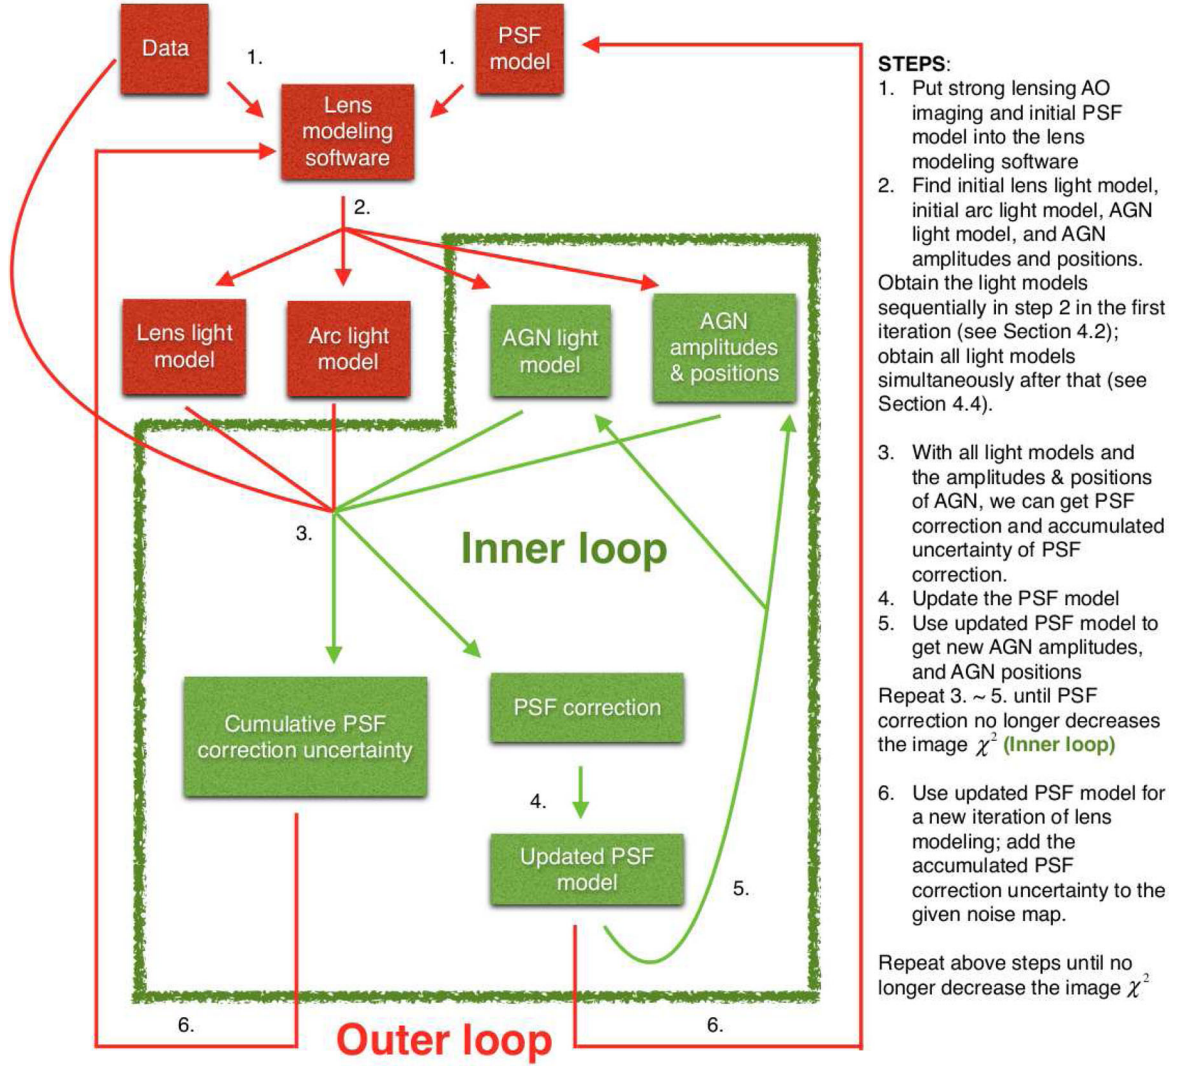 Data
1.
1.
PSF
model
Lens
modeling
software
2.
Lens light
model
Arc light
model
AGN light
model
AGN
amplitudes
& positions
3.
Inner loop
Cumulative PSF
correction uncertainty
PSF correction
4.
Updated PSF
model
5.
6.
Outer loop
6.
STEPS:
1. Put strong lensing AO
imaging and initial PSF
model into the lens
modeling software
2. Find initial lens light model,
initial arc light model, AGN
light model, and AGN
amplitudes and positions.
Obtain the light models
sequentially in step 2 in the first
iteration (see Section 4.2);
obtain all light models
simultaneously after that (see
Section 4.4).
3. With all light models and
the amplitudes & positions
of AGN, we can get PSF
correction and accumulated
uncertainty of PSF
correction.
4. Update the PSF model
5. Use updated PSF model to
get new AGN amplitudes,
and AGN positions
Repeat 3. ~ 5. until PSF
correction no longer decreases
the image χ² (Inner loop)
6. Use updated PSF model for
a new iteration of lens
modeling; add the
accumulated PSF
correction uncertainty to the
given noise map.
Repeat above steps until no
longer decrease the image χ²